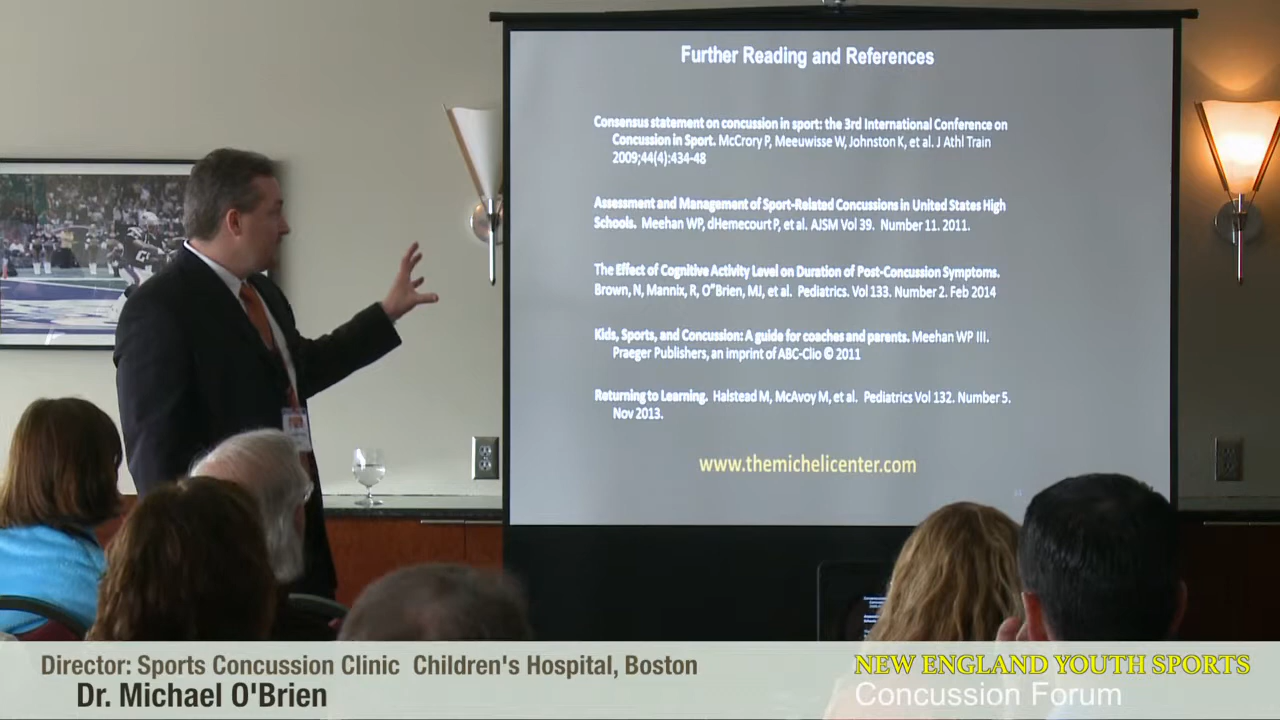 Further Reading and References
Consensus statement on concussion in sport: the 3rd International Conference on
Concussion in Sport. McCrory P, Meeuwisse W, Johnston K, et al. J Athl Train
2009;44(4):434-48
Assessment and Management of Sport-Related Concussions in United States High
Schools. Meehan WP, dHemecourt P, et al. AJSM Vol 39. Number 11. 2011.
The Effect of Cognitive Activity Level on Duration of Post-Concussion Symptoms.
Brown, N, Mannix, R, O"Brien, MJ, et al. Pediatrics. Vol 133. Number 2. Feb 2014
Kids, Sports, and Concussion: A guide for coaches and parents. Meehan WP III.
Praeger Publishers, an imprint of ABC-Clio © 2011
Returning to Learning. Halstead M, McAvoy M, et al. Pediatrics Vol 132. Number 5.
Nov 2013.
www.themichelicenter.com
Director: Sports Concussion Clinic Children's Hospital, Boston
Dr. Michael O'Brien
NEW ENGLAND YOUTH SPORTS
Concussion Forum